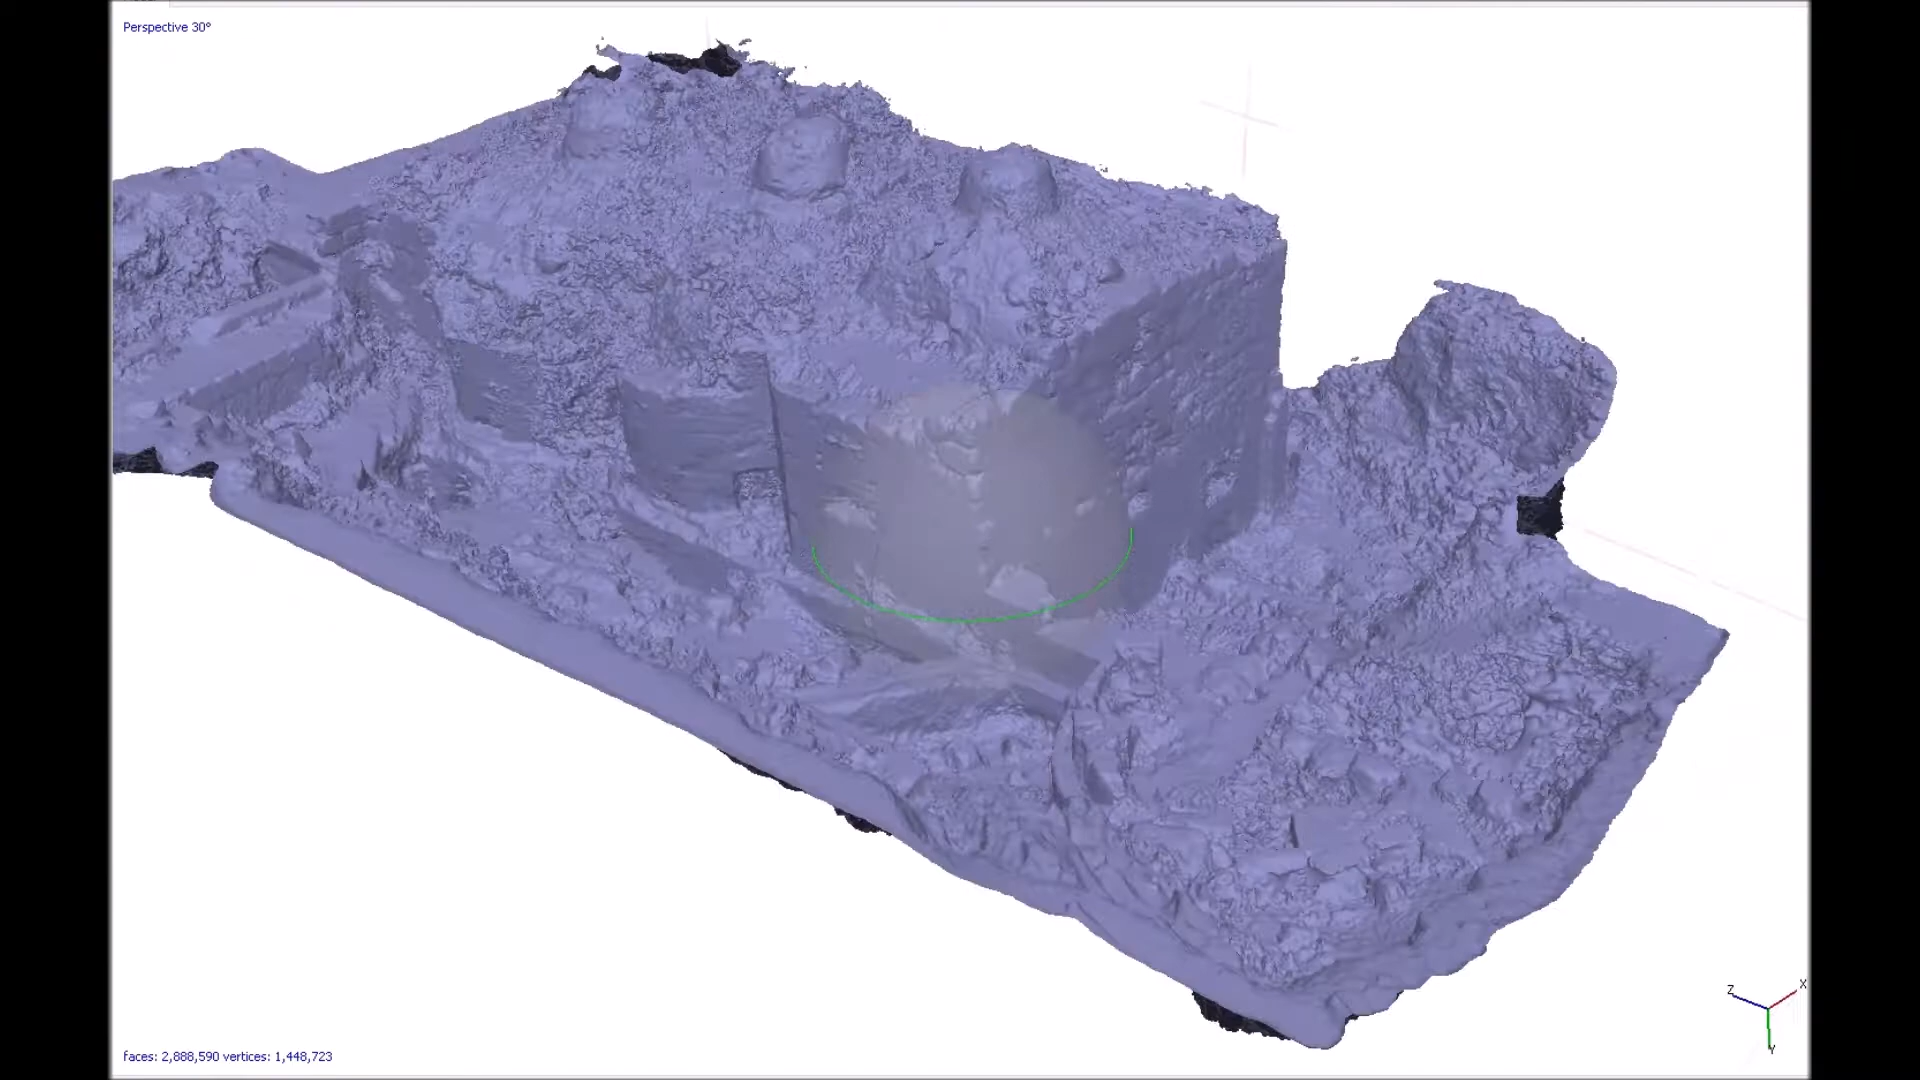 Perspective 30°
Z
X
Y
faces: 2,888,590 vertices: 1,448,723